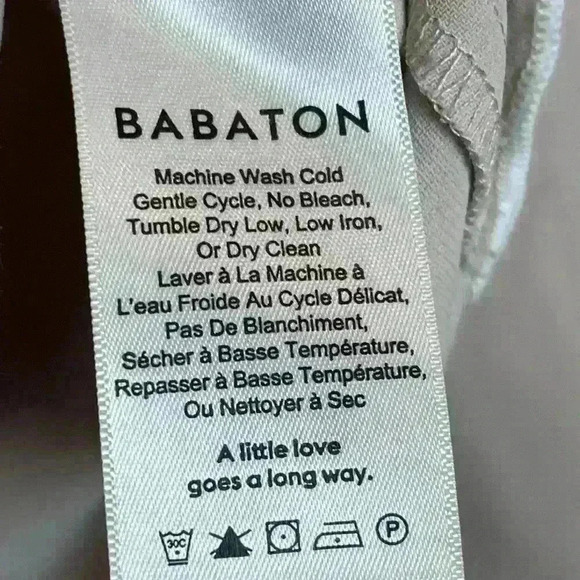 BABATON
Machine Wash Cold
Gentle Cycle, No Bleach,
Tumble Dry Low, Low Iron,
Or Dry Clean
Laver à La Machine à
L'eau Froide Au Cycle Délicat,
Pas De Blanchiment,
Sécher à Basse Température,
Repasser à Basse Température,
Ou Nettoyer à Sec
A little love
goes a long way.
30C P